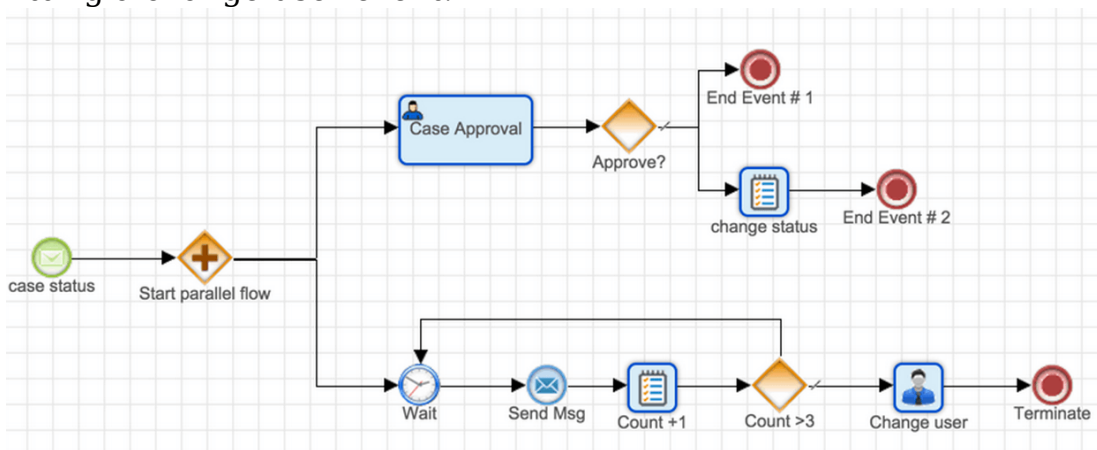 End Event # 1
Case Approval
Approve?
change status
End Event # 2
case status
Start parallel flow
Wait
Send Msg
Count +1
Count >3
Change user
Terminate